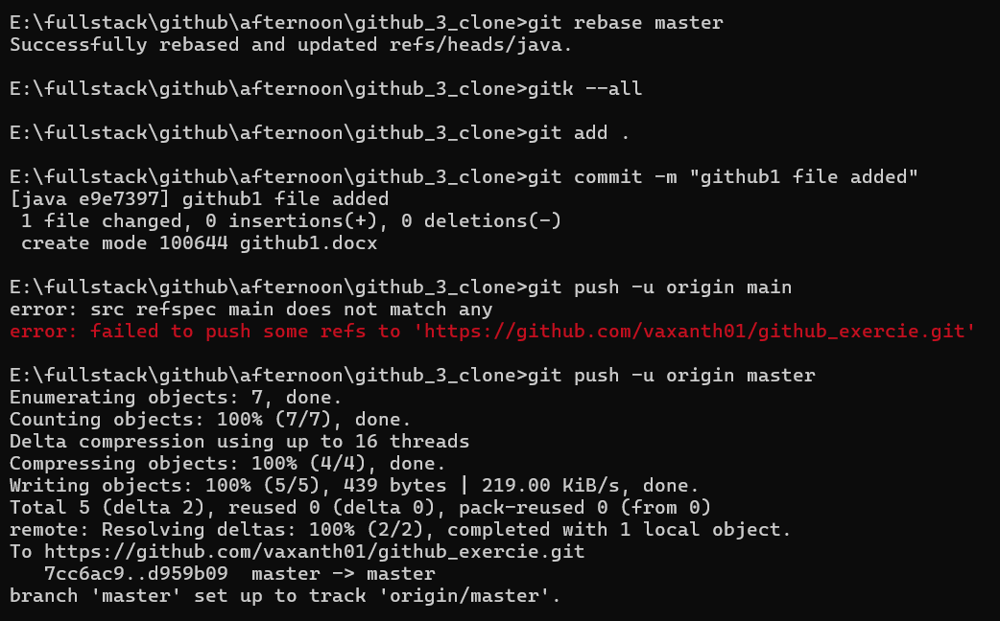 E:\fullstack\github\afternoon\github_3_clone>git rebase master
Successfully rebased and updated refs/heads/java.
E:\fullstack\github\afternoon\github_3_clone>gitk --all
E:\fullstack\github\afternoon\github_3_clone>git add .
E:\fullstack\github\afternoon\github_3_clone>git commit -m "github1 file added"
[java e9e7397] github1 file added
 1 file changed, 0 insertions(+), 0 deletions(-)
 create mode 100644 github1.docx
E:\fullstack\github\afternoon\github_3_clone>git push -u origin main
error: src refspec main does not match any
error: failed to push some refs to 'https://github.com/vaxanth01/github_exercie.git'
E:\fullstack\github\afternoon\github_3_clone>git push -u origin master
Enumerating objects: 7, done.
Counting objects: 100% (7/7), done.
Delta compression using up to 16 threads
Compressing objects: 100% (4/4), done.
Writing objects: 100% (5/5), 439 bytes | 219.00 KiB/s, done.
Total 5 (delta 2), reused 0 (delta 0), pack-reused 0 (from 0)
remote: Resolving deltas: 100% (2/2), completed with 1 local object.
To https://github.com/vaxanth01/github_exercie.git
   7cc6ac9..d959b09  master -> master
branch 'master' set up to track 'origin/master'.